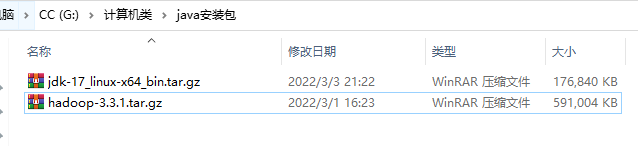 电脑 › CC (G:) › 计算机类 › java安装包
名称 修改日期 类型 大小
jdk-17_linux-x64_bin.tar.gz 2022/3/3 21:22 WinRAR 压缩文件 176,840 KB
hadoop-3.3.1.tar.gz 2022/3/1 16:23 WinRAR 压缩文件 591,004 KB